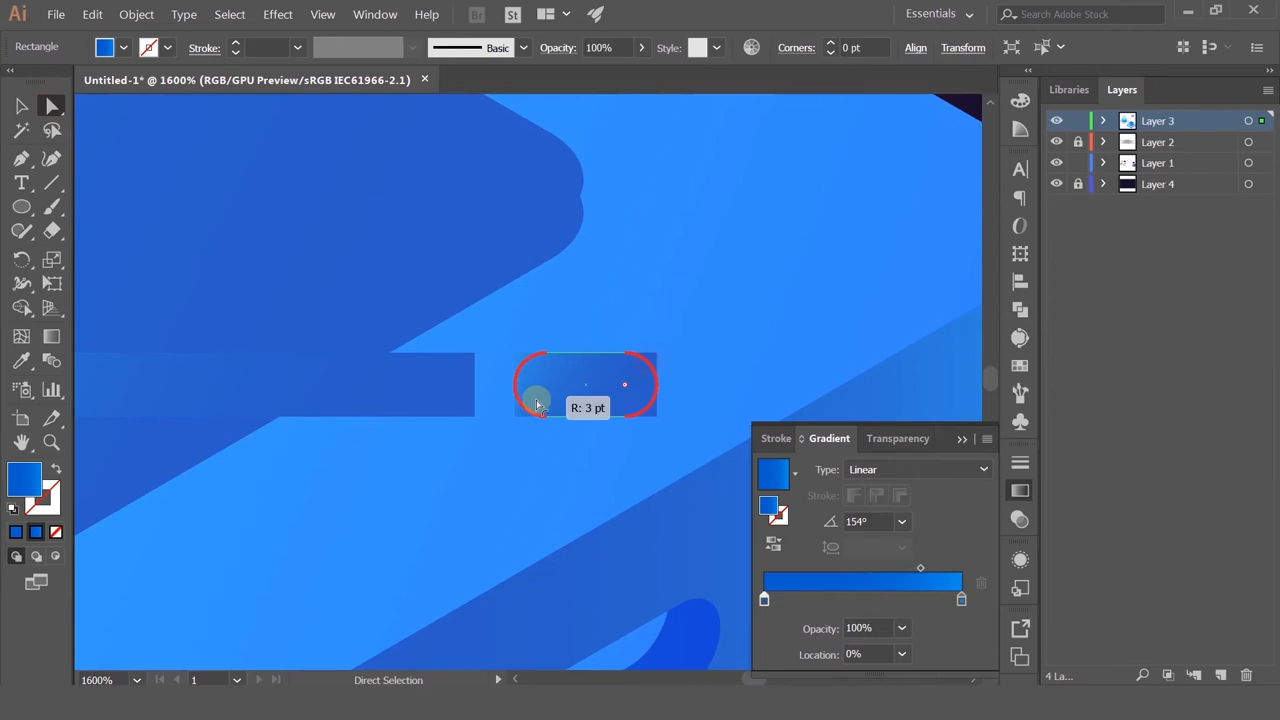 Ai File Edit Object Type Select Effect View Window Help Br St Essentials Search Adobe Stock
Rectangle Stroke: Basic Opacity: 100% Style: Corners: 0 pt Align Transform
Untitled-1* @ 1600% (RGB/GPU Preview/sRGB IEC61966-2.1)
Libraries Layers
Layer 3
Layer 2
Layer 1
Layer 4
R: 3 pt
Stroke Gradient Transparency
Type: Linear
Stroke:
154°
Opacity: 100%
Location: 0%
1600% 1 Direct Selection 4 La...